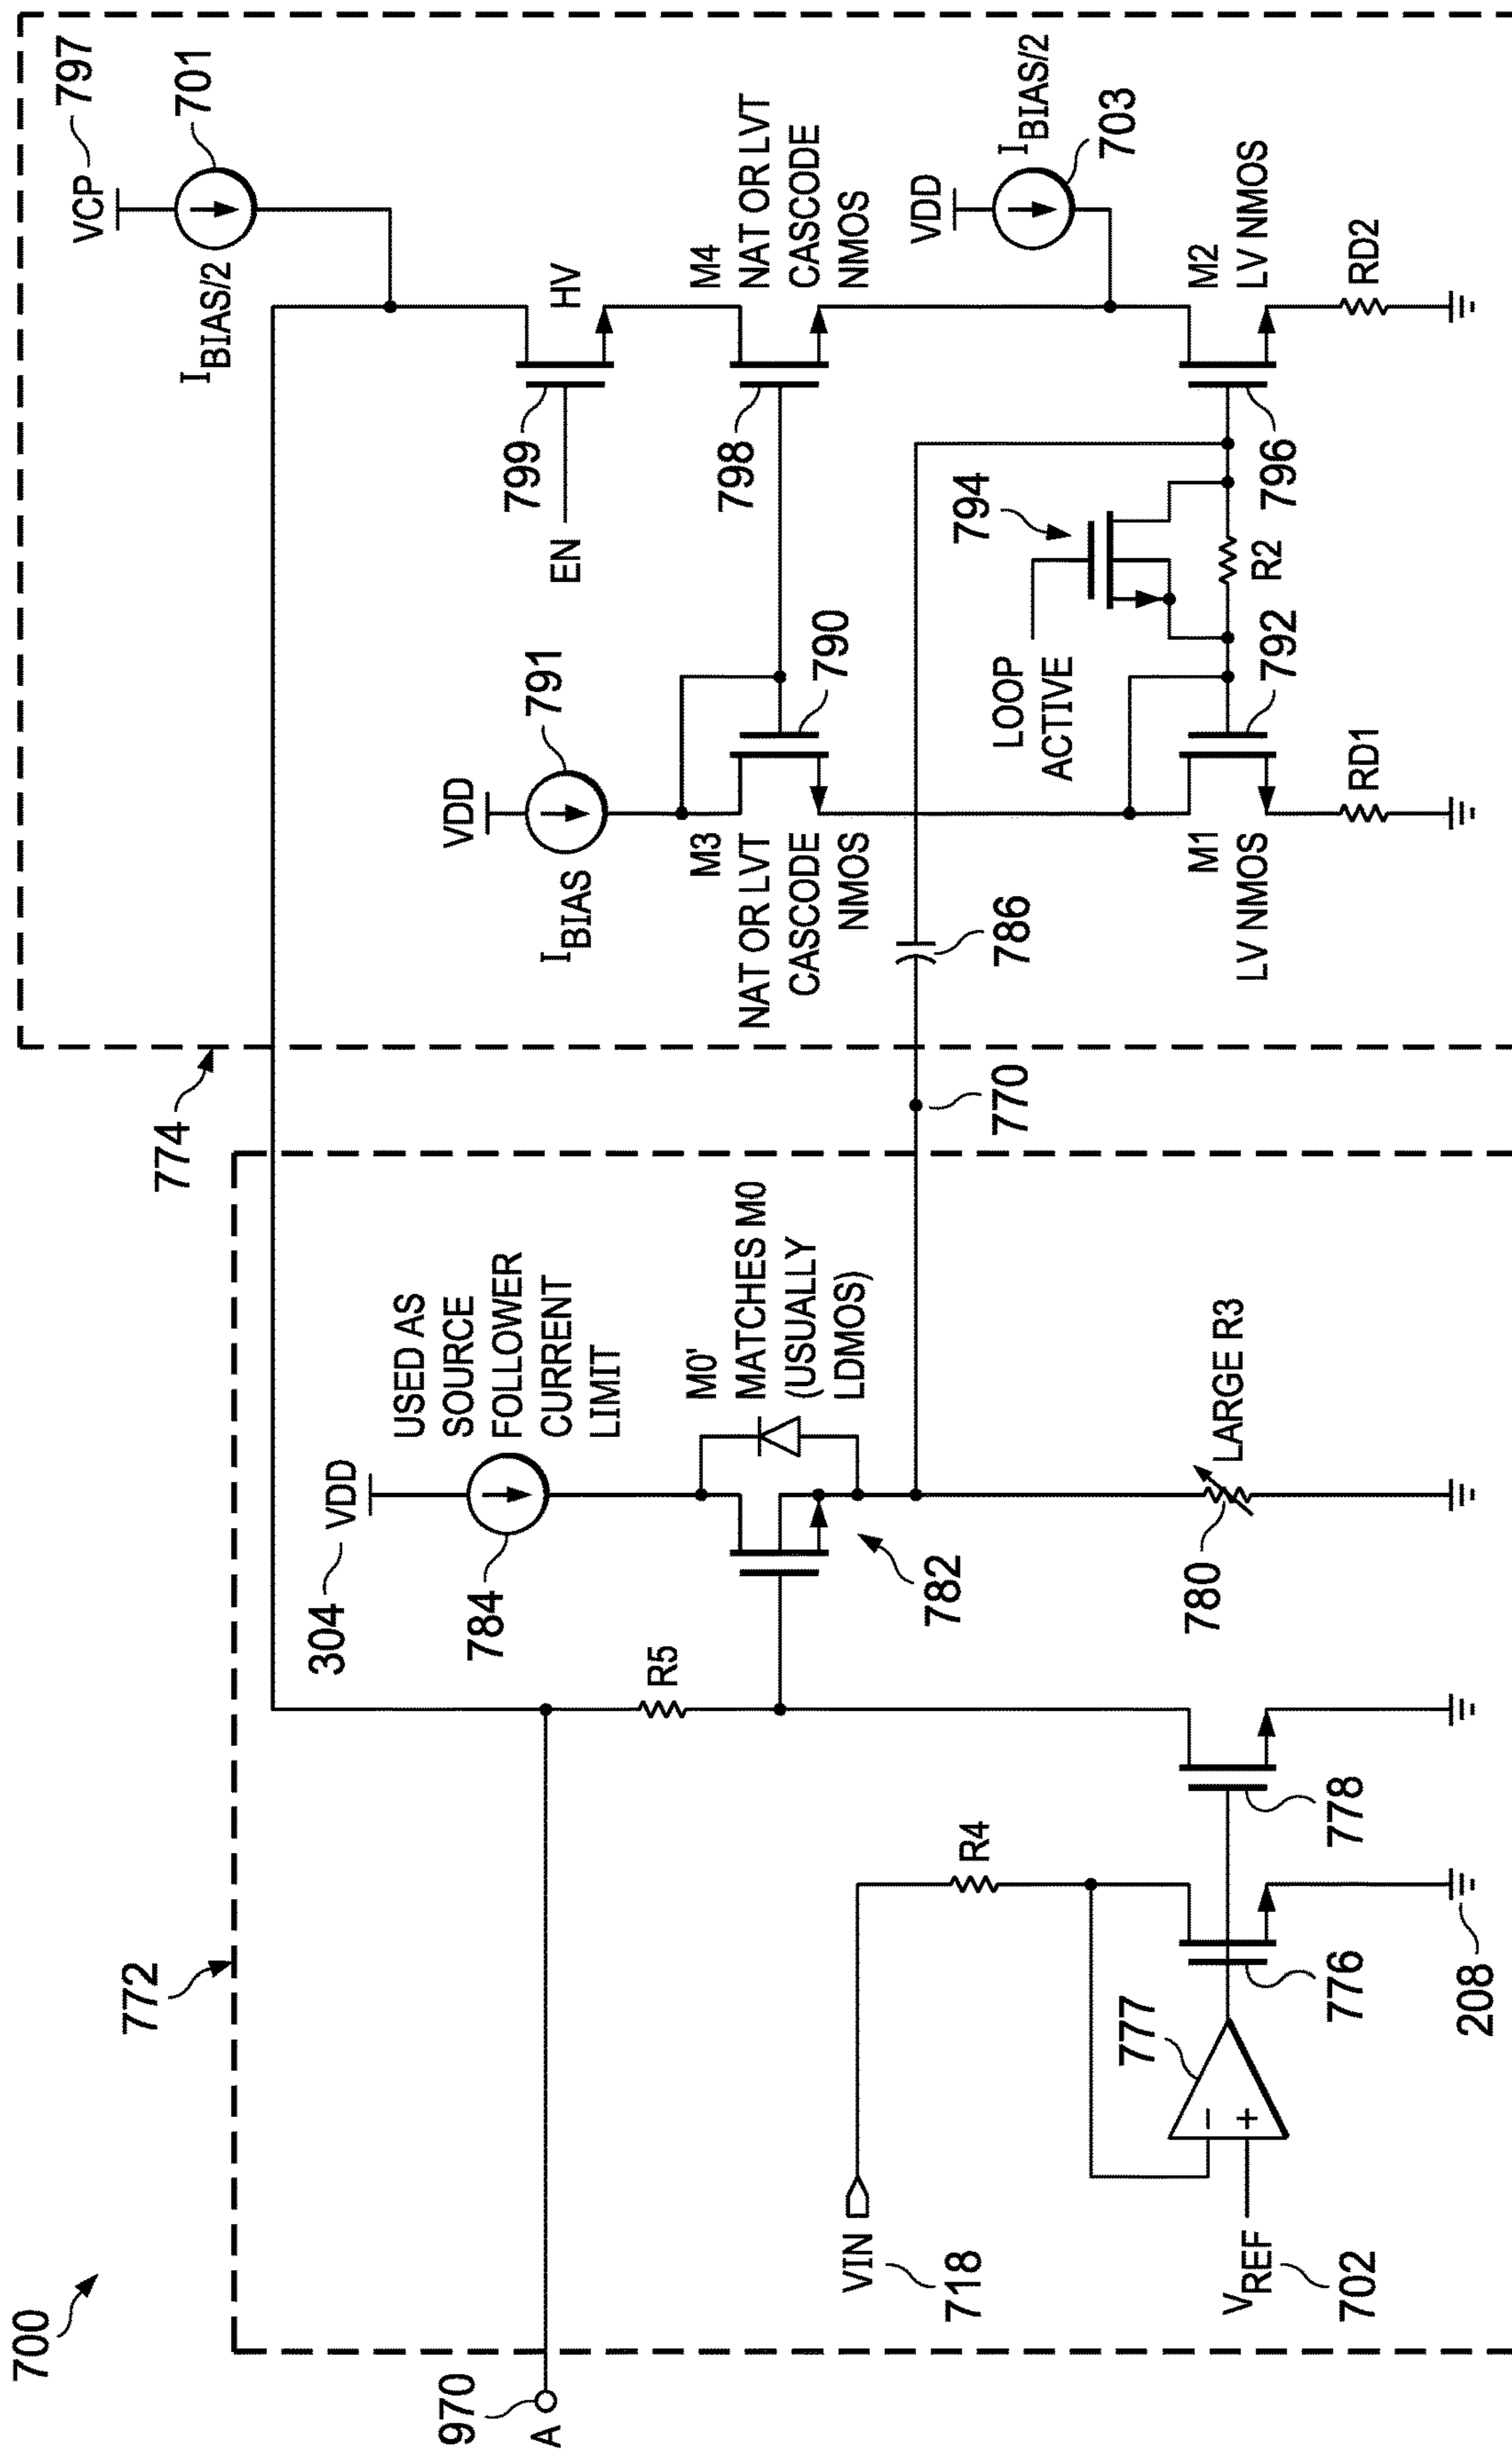 700
772
774
797
VCP
701
I BIAS/2
970
A
304
VDD
784
USED AS
SOURCE
FOLLOWER
CURRENT
LIMIT
R5
M0'
MATCHES M0
(USUALLY
LDMOS)
782
770
LARGE R3
780
VIN
718
R4
777
-
+
VREF
702
776
778
208
VDD
791
IBIAS
M3
NAT OR LVT
CASCODE
NMOS
790
799
EN
HV
798
M4
NAT OR LVT
CASCODE
NMOS
VDD
IBIAS/2
703
786
LOOP
ACTIVE
794
R2
792
796
M1
LV NMOS
M2
LV NMOS
RD1
RD2